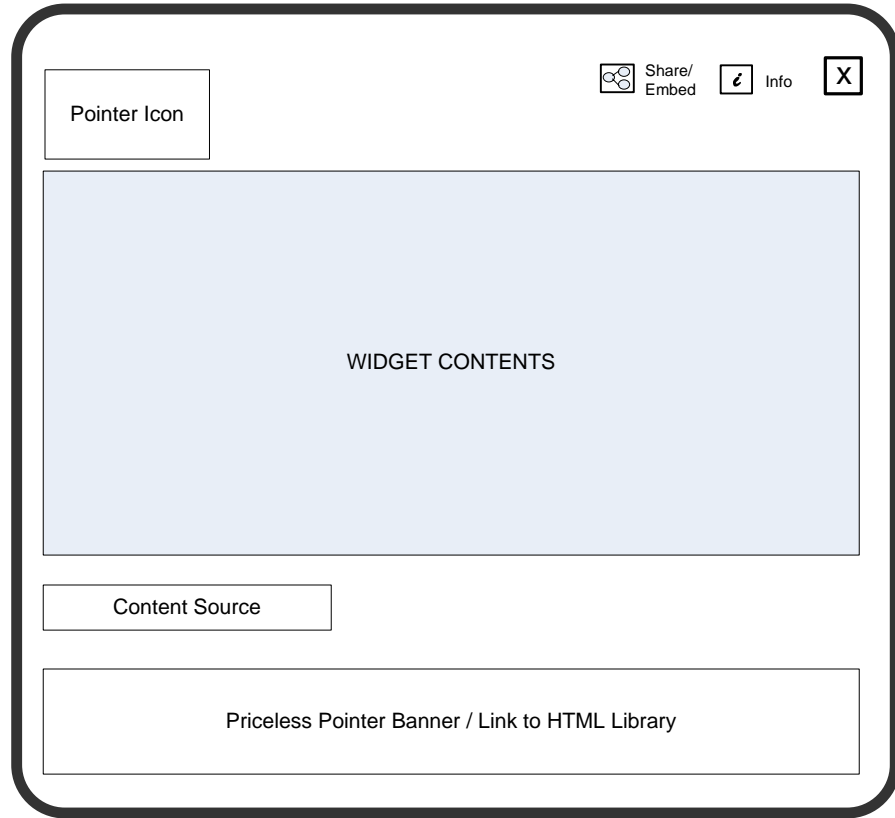 Share/
Embed
i
Info
X
Pointer Icon
WIDGET CONTENTS
Content Source
Priceless Pointer Banner / Link to HTML Library